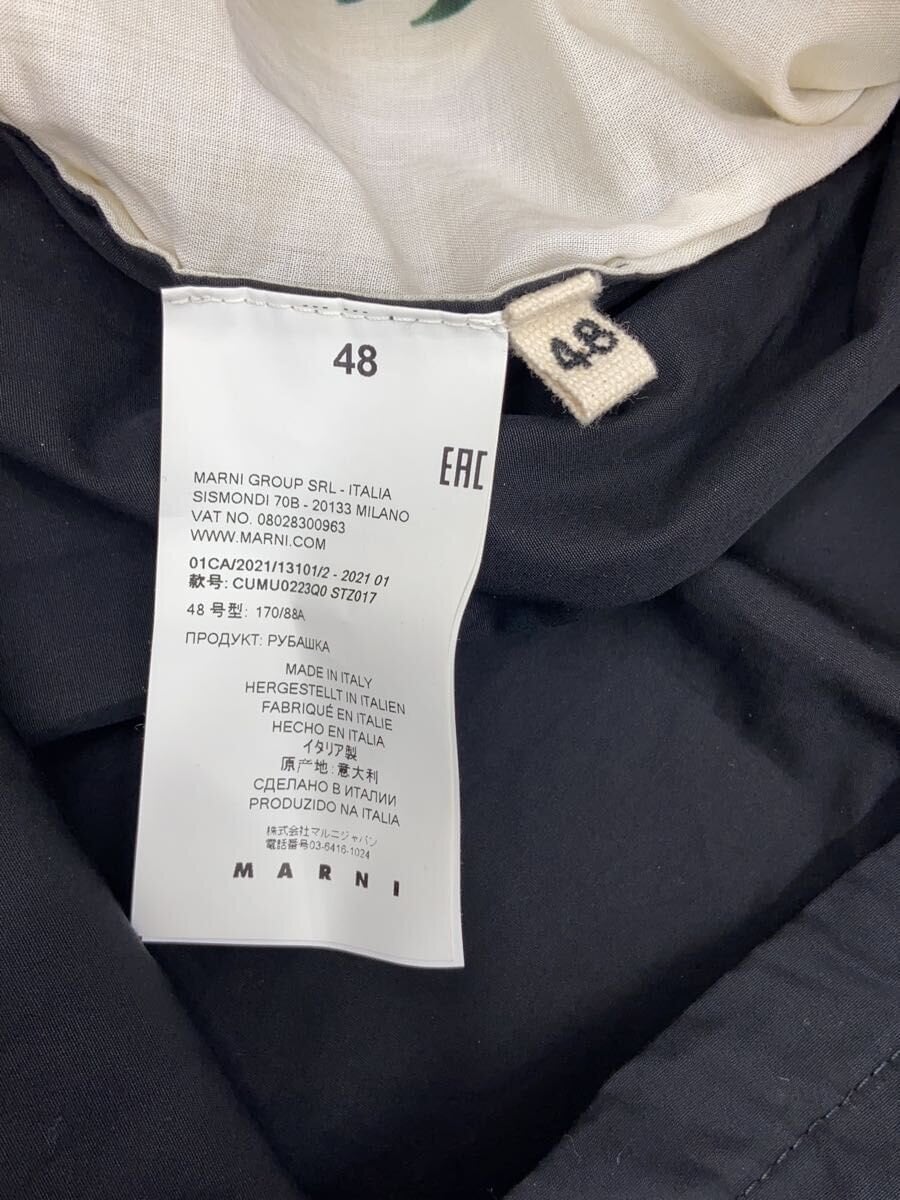 48
48
EAC
MARNI GROUP SRL - ITALIA
SISMONDI 70B - 20133 MILANO
VAT NO. 08028300963
WWW.MARNI.COM
01CA/2021/13101/2 - 2021 01
款号: CUMU0223Q0 STZ017
48 号型: 170/88A
ПРОДУКТ: РУБАШКА
MADE IN ITALY
HERGESTELLT IN ITALIEN
FABRIQUÉ EN ITALIE
HECHO EN ITALIA
イタリア製
原产地: 意大利
СДЕЛАНО В ИТАЛИИ
PRODUZIDO NA ITALIA
株式会社マルニジャパン
電話番号03-6416-1024
MARNI